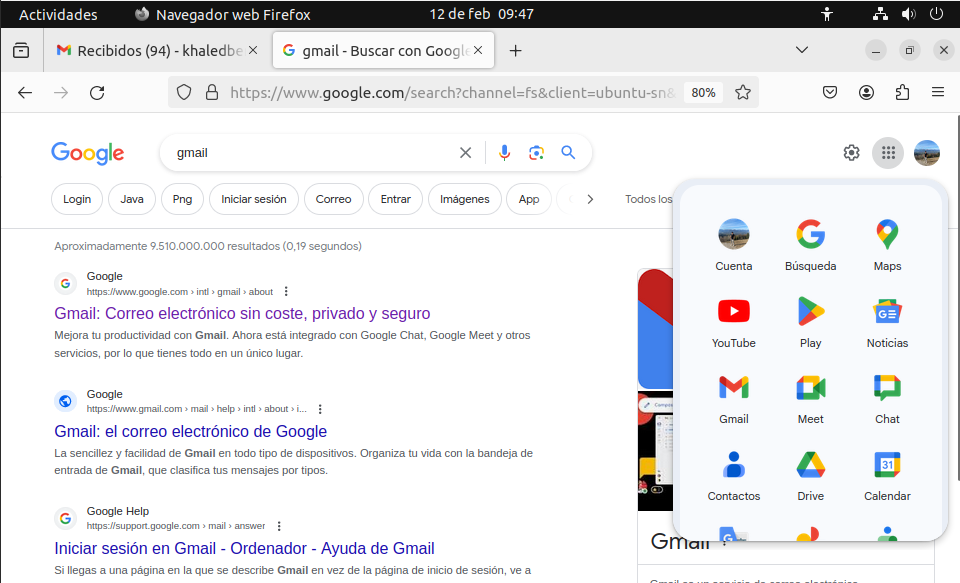 Actividades
Navegador web Firefox
12 de feb 09:47
Recibidos (94) - khaledbe
gmail - Buscar con Google
https://www.google.com/search?channel=fs&client=ubuntu-sn&
80%
Google
gmail
Login
Java
Png
Iniciar sesión
Correo
Entrar
Imágenes
App
Todos los
Aproximadamente 9.510.000.000 resultados (0,19 segundos)
Google
https://www.google.com › intl › gmail › about
Gmail: Correo electrónico sin coste, privado y seguro
Mejora tu productividad con Gmail. Ahora está integrado con Google Chat, Google Meet y otros
servicios, por lo que tienes todo en un único lugar.
Google
https://www.gmail.com › mail › help › intl › about › i...
Gmail: el correo electrónico de Google
La sencillez y facilidad de Gmail en todo tipo de dispositivos. Organiza tu vida con la bandeja de
entrada de Gmail, que clasifica tus mensajes por tipos.
Google Help
https://support.google.com › mail › answer
Iniciar sesión en Gmail - Ordenador - Ayuda de Gmail
Si llegas a una página en la que se describe Gmail en vez de la página de inicio de sesión, ve a
Cuenta
Búsqueda
Maps
YouTube
Play
Noticias
Gmail
Meet
Chat
Contactos
Drive
31
Calendar
Gmail